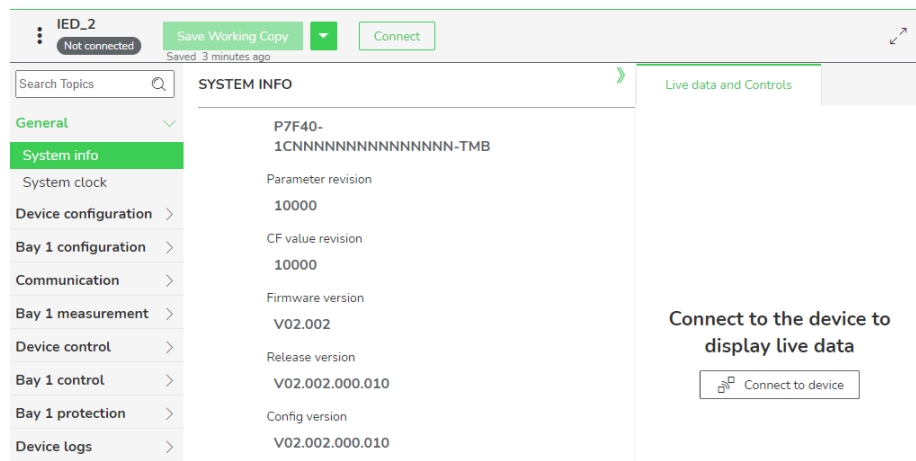 IED_2
Not connected
Save Working Copy
Connect
Saved 3 minutes ago
Search Topics
General
System info
System clock
Device configuration
Bay 1 configuration
Communication
Bay 1 measurement
Device control
Bay 1 control
Bay 1 protection
Device logs
SYSTEM INFO
P7F40-
1CNNNNNNNNNNNNNNNN-TMB
Parameter revision
10000
CF value revision
10000
Firmware version
V02.002
Release version
V02.002.000.010
Config version
V02.002.000.010
Live data and Controls
Connect to the device to
display live data
Connect to device